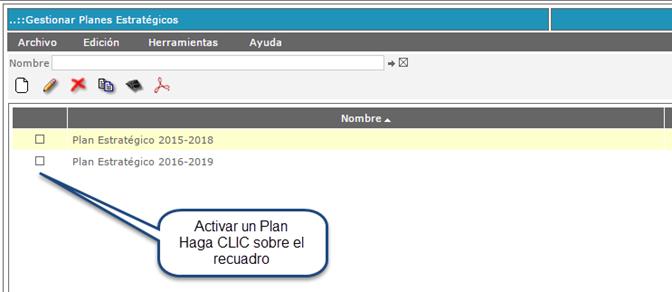 ..::Gestionar Planes Estratégicos
Archivo Edición Herramientas Ayuda
Nombre
Nombre
Plan Estratégico 2015-2018
Plan Estratégico 2016-2019
Activar un Plan
Haga CLIC sobre el
recuadro